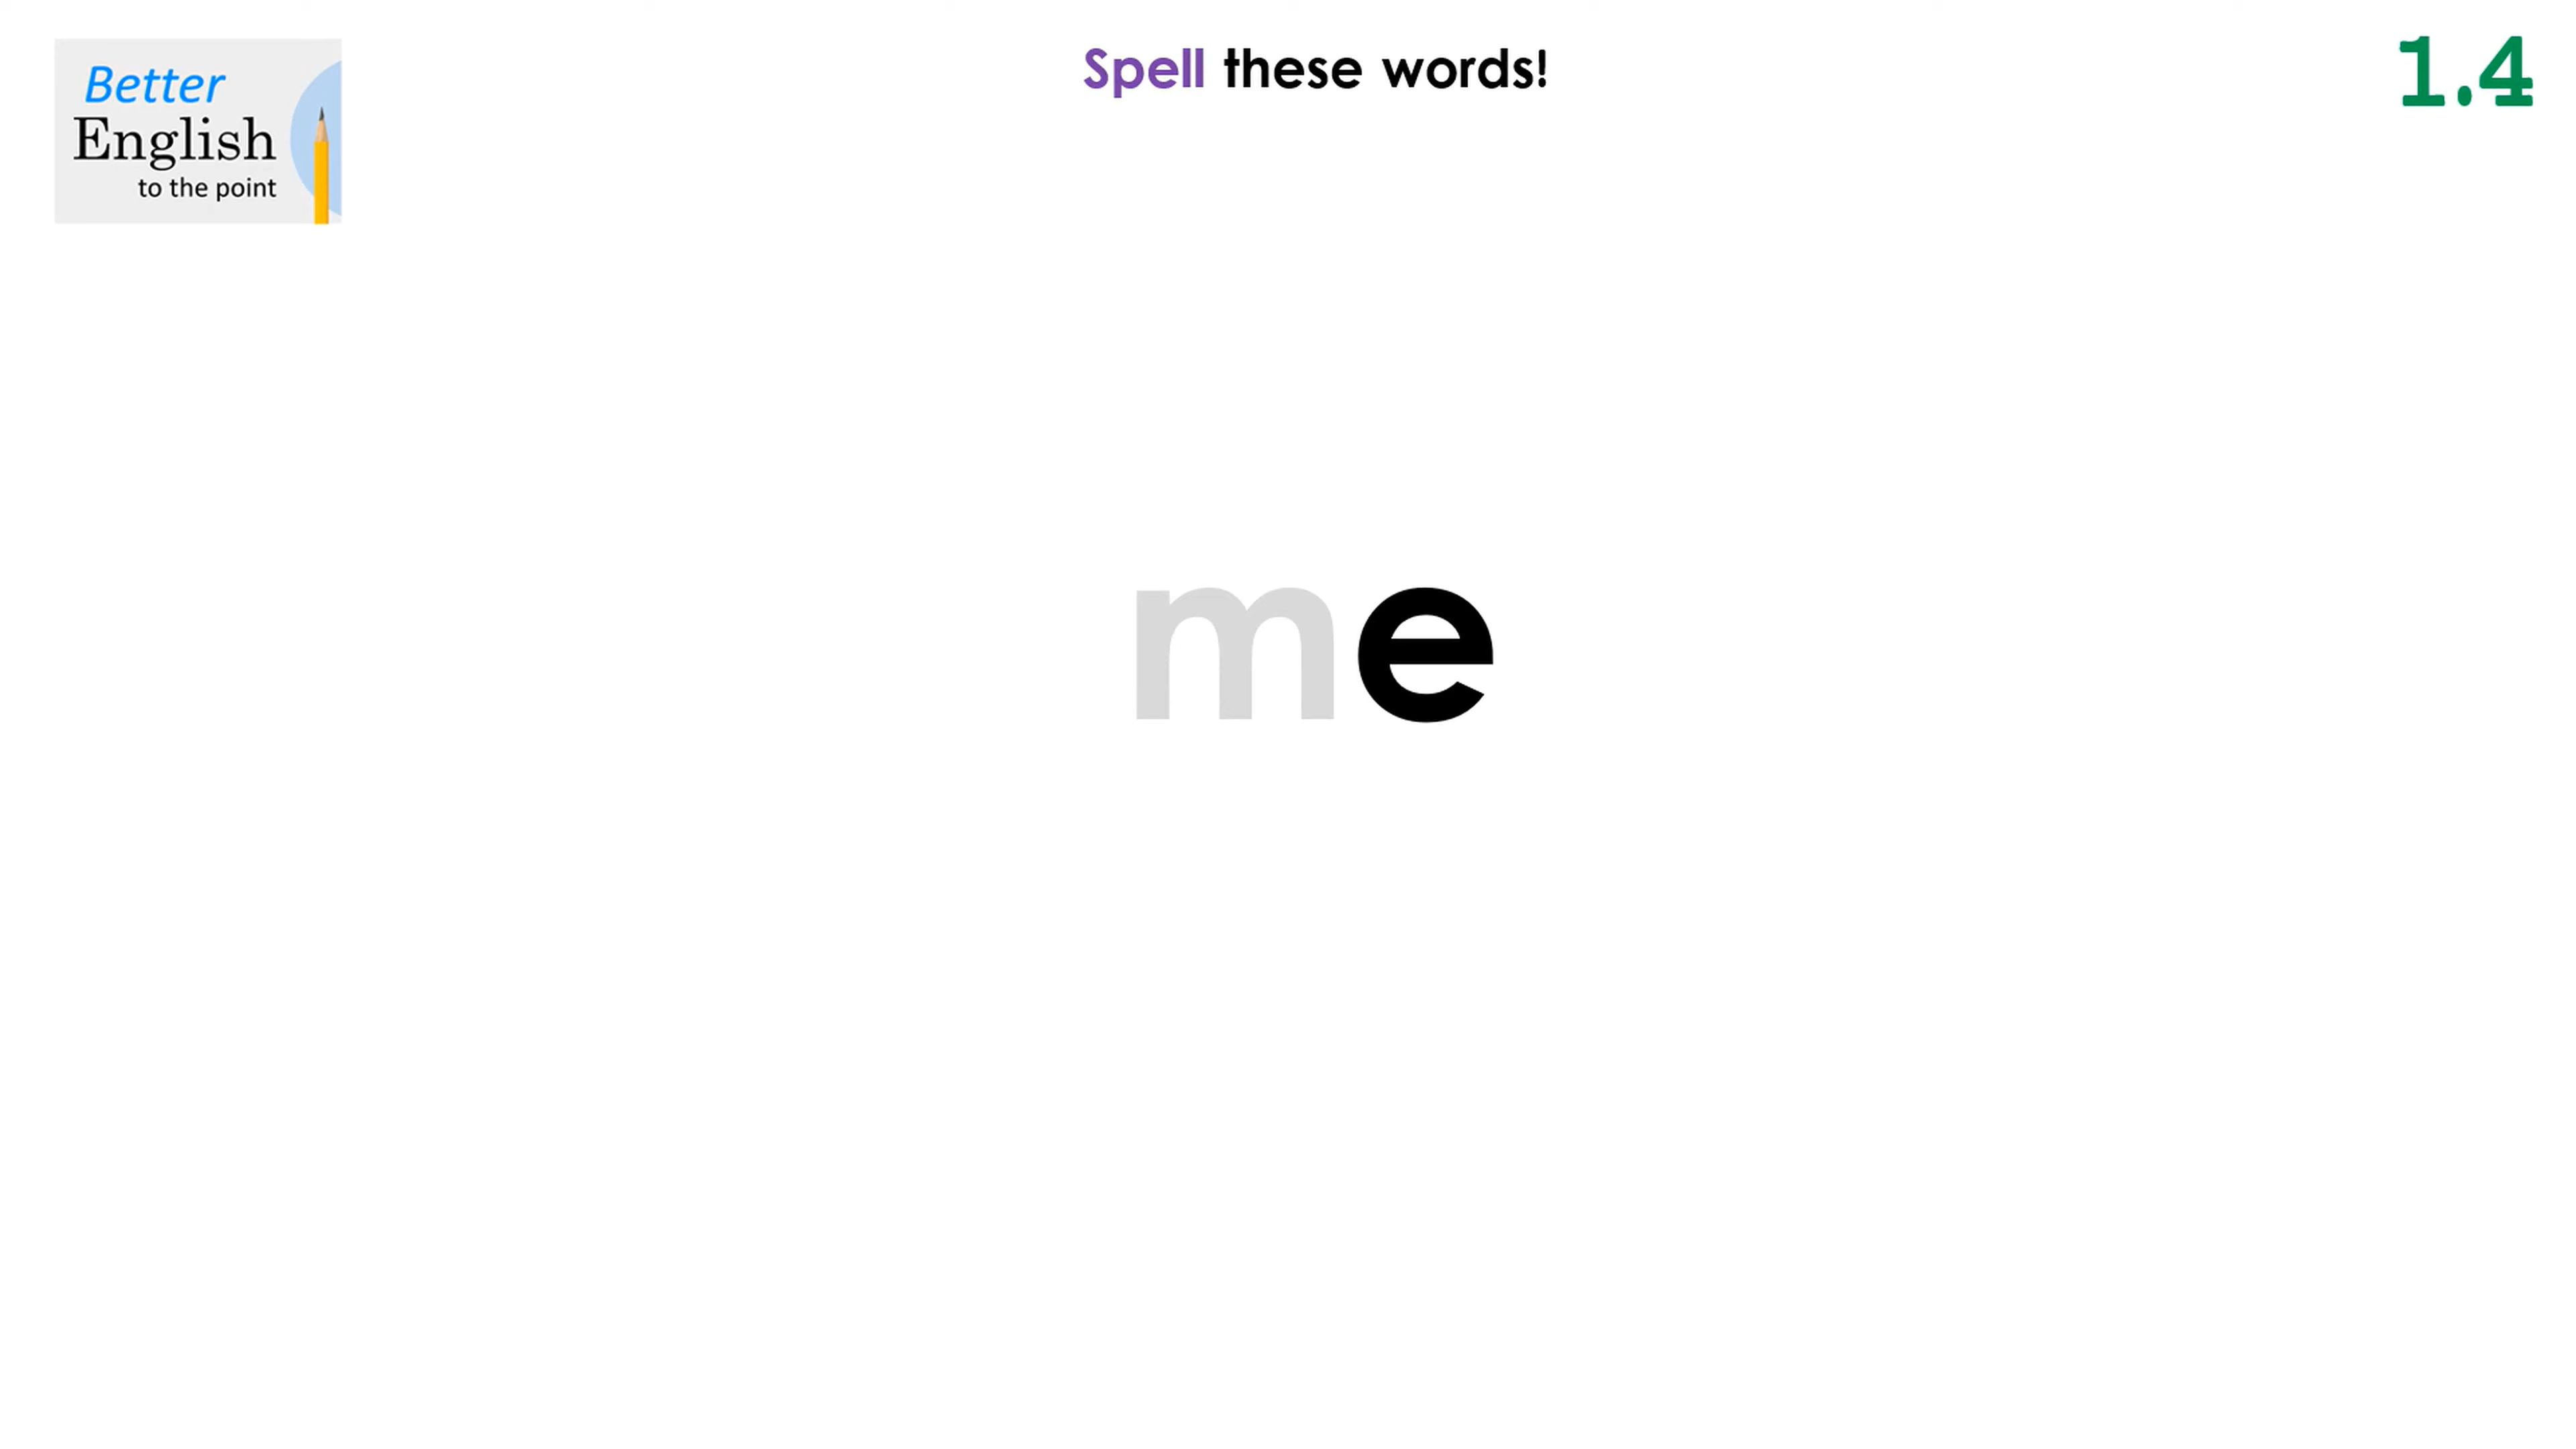 Better
English
to the point
Spell these words!
1.4
me